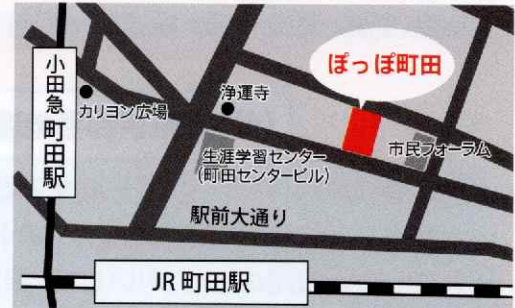 ぽっぽ町田
小田急 町田駅
カリヨン広場
浄運寺
生涯学習センター
(町田センタービル)
市民フォーラム
駅前大通り
JR 町田駅